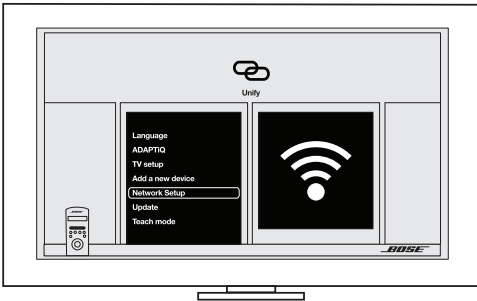 Unify
Language
ADAPTiQ
TV setup
Add a new device
Network Setup
Update
Teach mode
BOSE